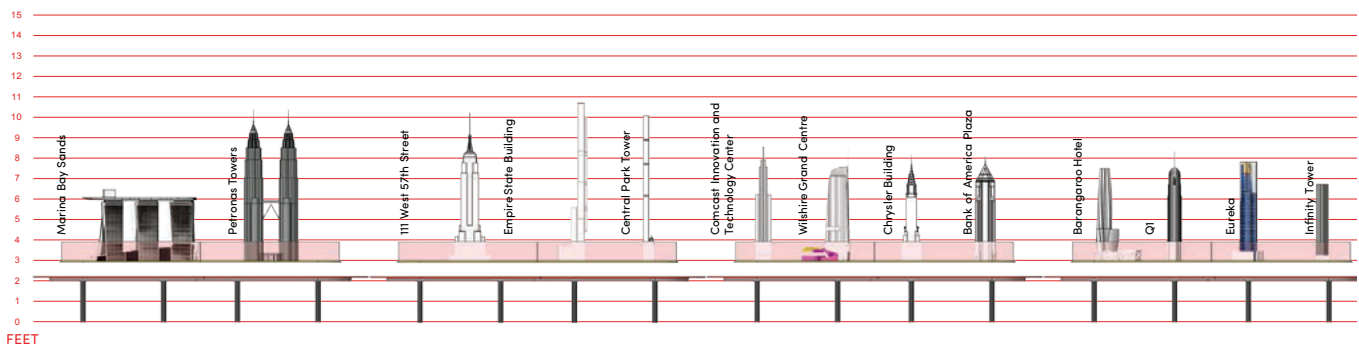 15
14
13
12
11
10
9
8
7
6
5
4
3
2
1
0
FEET
Marina Bay Sands
Petronas Towers
111 West 57th Street
Empire State Building
Central Park Tower
Comcast Innovation and
Technology Center
Wilshire Grand Centre
Chrysler Building
Bank of America Plaza
Barangaroo Hotel
Q1
Eureka
Infinity Tower